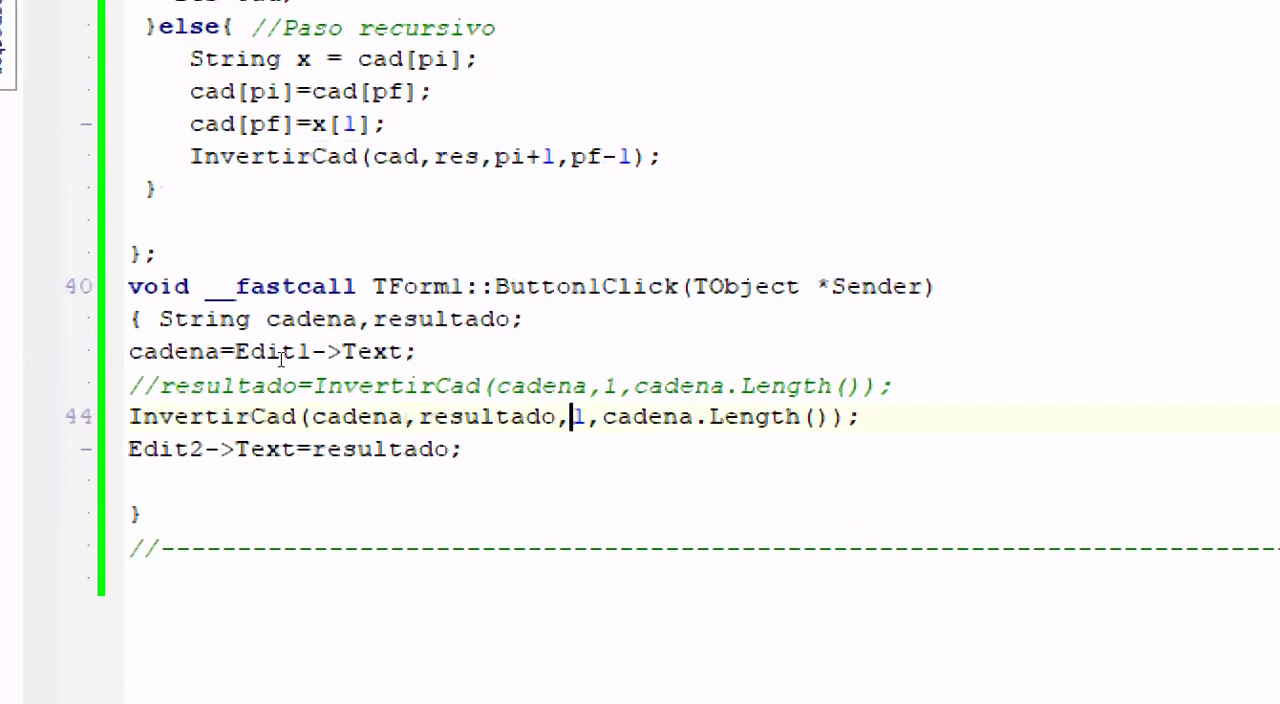 }else{ //Paso recursivo
String x = cad[pi];
cad[pi]=cad[pf];
cad[pf]=x[1];
InvertirCad(cad,res,pi+1,pf-1);
}
};
40 void __fastcall TForm1::Button1Click(TObject *Sender)
{ String cadena,resultado;
cadena=Edit1->Text;
//resultado=InvertirCad(cadena,1,cadena.Length());
44 InvertirCad(cadena,resultado,1,cadena.Length());
Edit2->Text=resultado;
}
//--------------------------------------------------------------------------